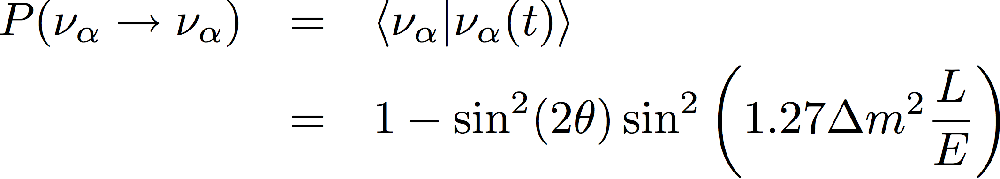 P(ν_α → ν_α) = ⟨ν_α|ν_α(t)⟩
= 1 − sin²(2θ) sin²(1.27Δm² L/E)